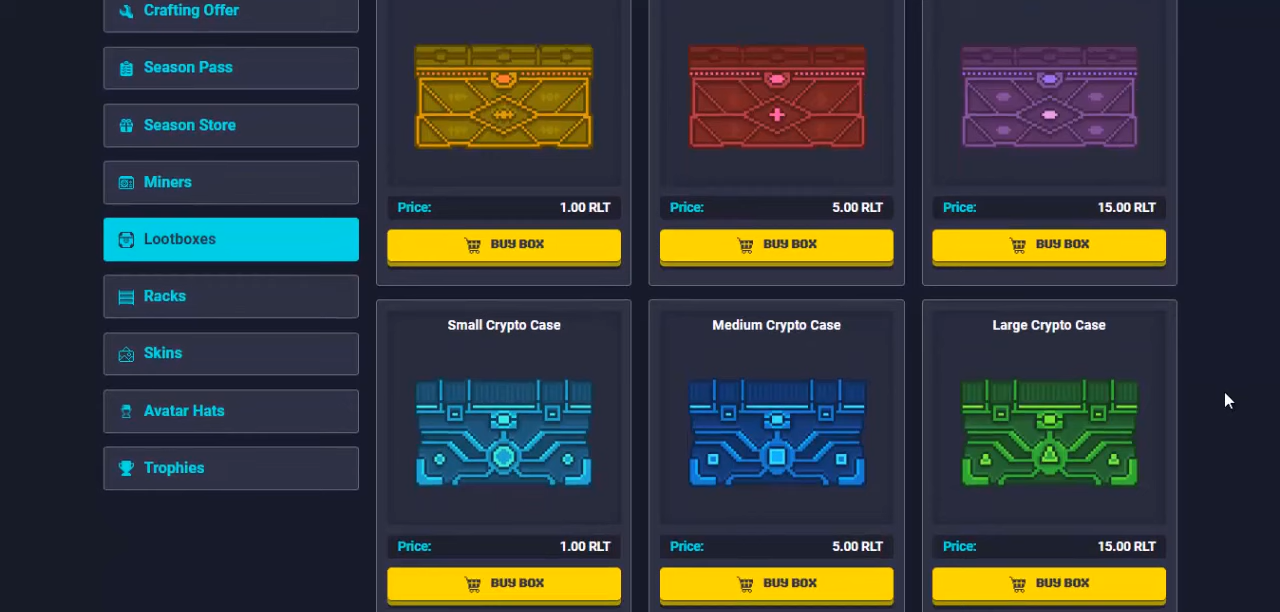 Crafting Offer
Season Pass
Season Store
Miners
Lootboxes
Racks
Skins
Avatar Hats
Trophies
Price: 1.00 RLT
BUY BOX
Price: 5.00 RLT
BUY BOX
Price: 15.00 RLT
BUY BOX
Small Crypto Case
Price: 1.00 RLT
BUY BOX
Medium Crypto Case
Price: 5.00 RLT
BUY BOX
Large Crypto Case
Price: 15.00 RLT
BUY BOX